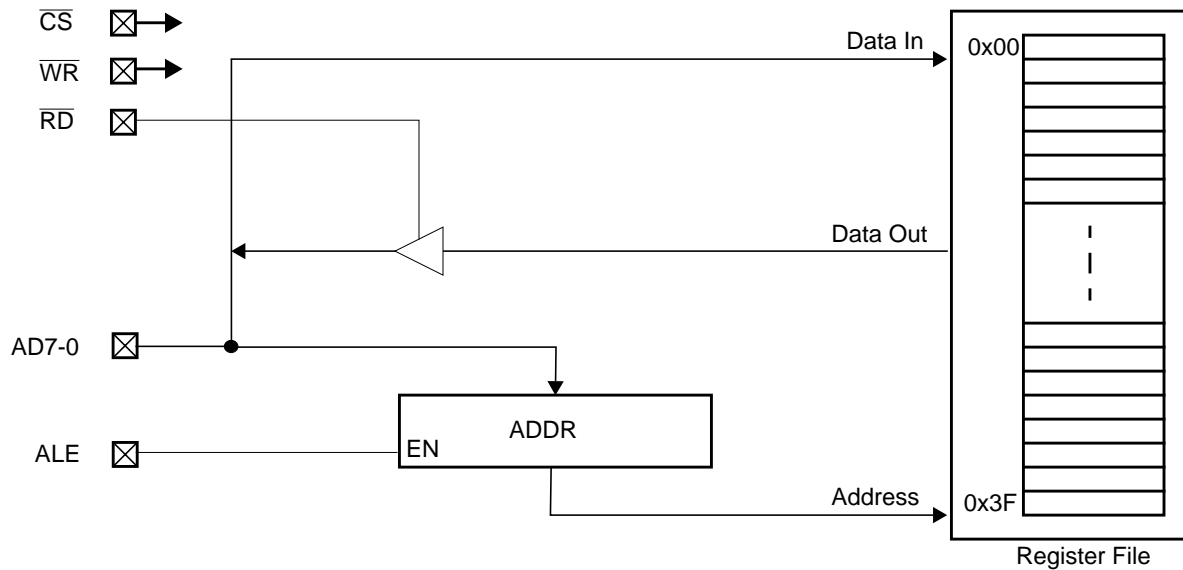 CS
WR
RD
Data In
0x00
Data Out
AD7-0
ADDR
EN
ALE
Address
0x3F
Register File